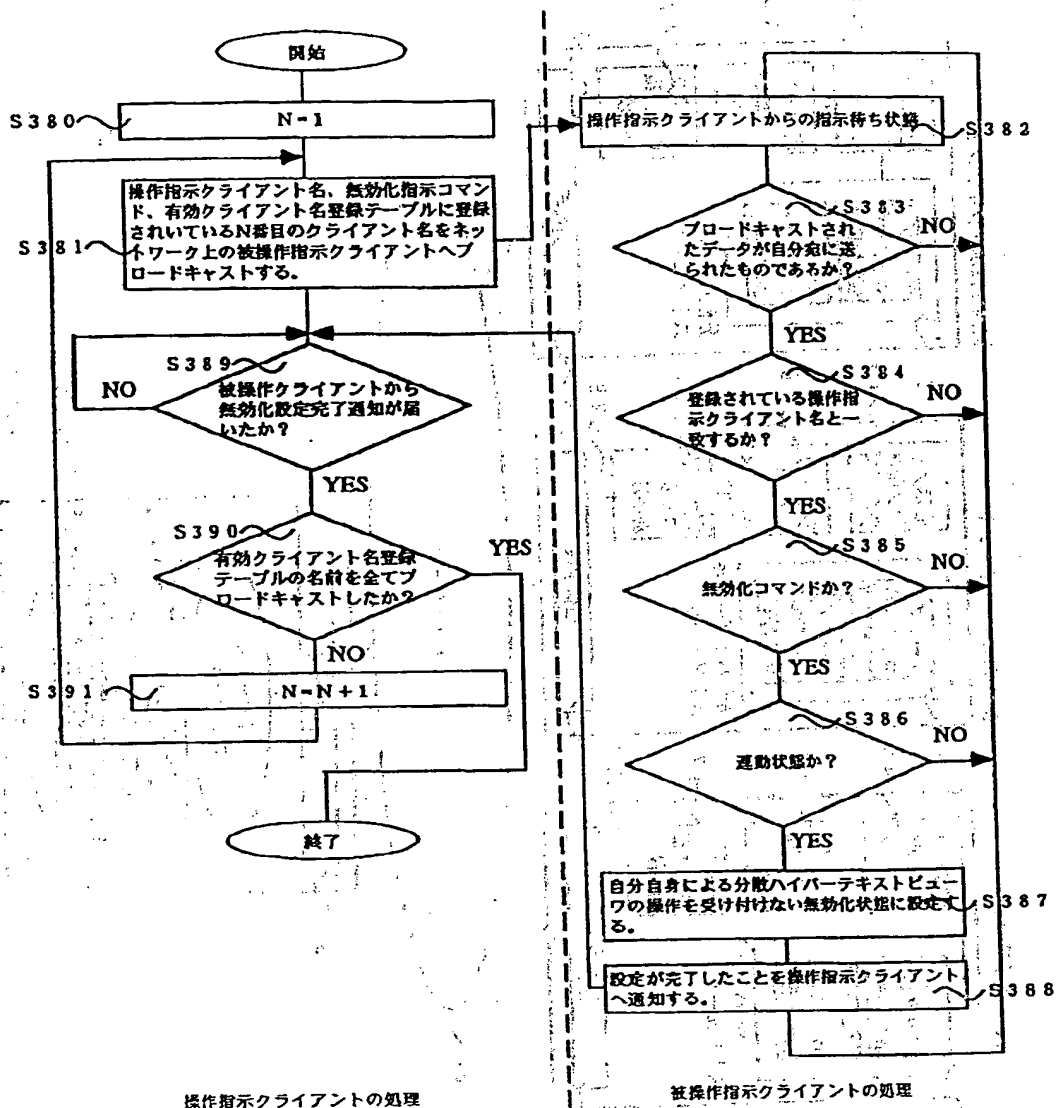 開始
S380
N=1
S381
操作指示クライアント名、無効化指示コマン
ド、有効クライアント名登録テーブルに登録
されいているN番目のクライアント名をネッ
トワーク上の被操作指示クライアントへブ
ロードキャストする。
S389
被操作クライアントから
無効化設定完了通知が届
いたか?
NO
YES
S390
有効クライアント名登録
テーブルの名前を全てブ
ロードキャストしたか?
YES
NO
S391
N=N+1
終了
操作指示クライアントの処理
操作指示クライアントからの指示待ち状態
S382
S383
ブロードキャストされ
たデータが自分宛に送
られたものであるか?
NO
YES
S384
登録されている操作指
示クライアント名と一
致するか?
NO
YES
S385
無効化コマンドか?
NO
YES
S386
連動状態か?
NO
YES
自分自身による分散ハイパーテキストビュー
ワの操作を受け付けない無効化状態に設定す
る。
S387
設定が完了したことを操作指示クライアント
へ通知する。
S388
被操作指示クライアントの処理